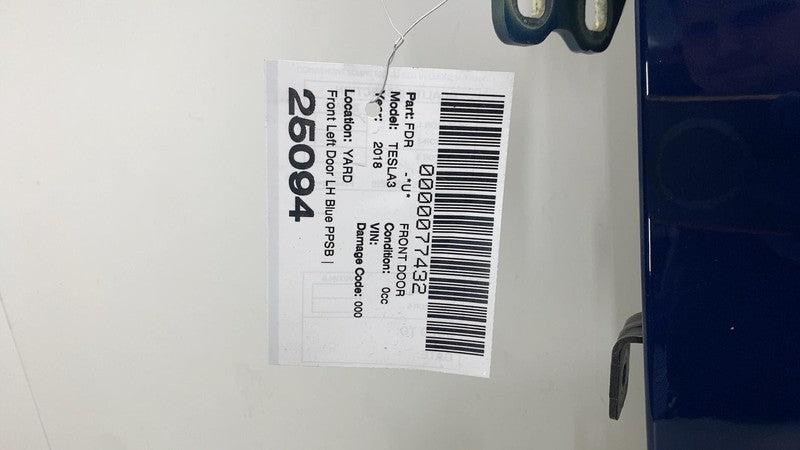 0000077432
Part: FDR -*U* FRONT DOOR
Model: TESLA3 Condition: 0cc
Year: 2018 VIN:
Location: YARD Damage Code: 000
Front Left Door LH Blue PPSB |
25094